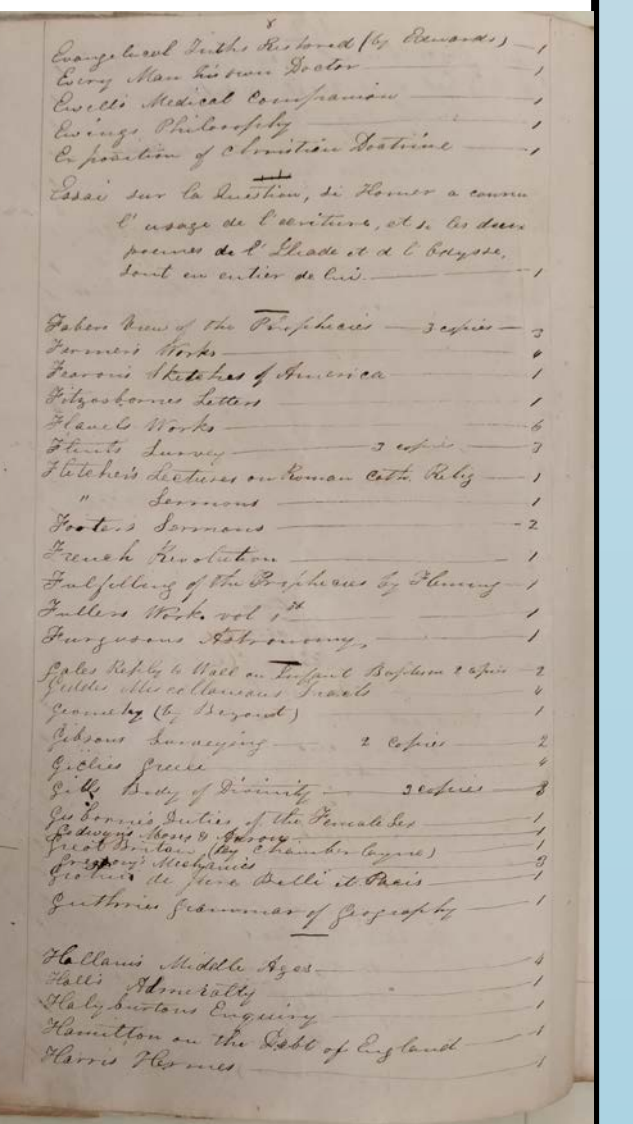 8
Evangelical Truths Restored (by Edwards) — 1
Every Man his own Doctor — 1
Ewell's Medical Companion — 1
Ewings Philosophy — 1
Exposition of Christian Doctrine — 1
Essai sur la Question, si Homer a connu
l'usage de l'ecriture, et si les deux
poemes de l'Iliade et d l'Odysse,
sont en entier de lui. — 1
Fabers View of the Prophecies — 3 copies — 3
Farmer's Works — 4
Fearon's Sketches of America — 1
Fitzosbornes Letters — 1
Flavels Works — 6
Flints Survey — 3 copies — 3
Fletcher's Lectures on Roman Cath. Relig — 1
" Sermons — 1
Foster's Sermons — 2
French Revolution — 1
Fulfilling of the Prophecies by Fleming — 1
Fullers Works vol 1st — 1
Furgusons Astronomy, — 1
Gales Reply to Wall on Infant Baptism 2 copies — 2
Geddes Miscellaneous Tracts — 4
Geometry (by Bezout) — 1
Gibsons Surveying — 2 Copies — 2
Gillies Greece — 4
Gills Body of Divinity — 3 copies — 3
Gisborne's Duties of the Female Sex — 1
Godwyn's Moses & Aaron — 1
Great Britain (by Chamberlayne) — 1
Gregory's Mechanics — 3
Grotius de Jure Belli et Pacis — 1
Guthries Grammar of Geography — 1
Hallam's Middle Ages — 4
Hall's Admiralty — 1
Halyburtons Enquiry — 1
Hamilton on the Debt of England — 1
Harris Hermes — 1